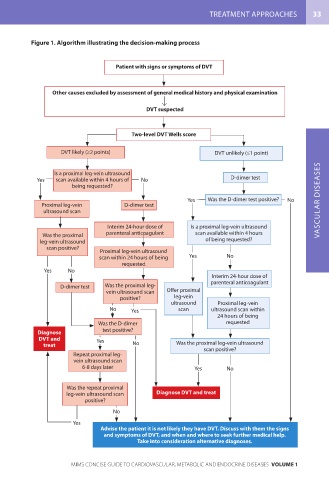 TREATMENT APPROACHES 33
Figure 1. Algorithm illustrating the decision-making process
Patient with signs or symptoms of DVT
Other causes excluded by assessment of general medical history and physical examination
DVT suspected
Two-level DVT Wells score
DVT likely (≥2 points)
DVT unlikely (≤1 point)
Is a proximal leg-vein ultrasound
scan available within 4 hours of
being requested?
Yes
No
D-dimer test
Yes
Was the D-dimer test positive?
No
Proximal leg-vein
ultrasound scan
D-dimer test
Interim 24-hour dose of
parenteral anticoagulant
Is a proximal leg-vein ultrasound
scan available within 4 hours
of being requested?
Was the proximal
leg-vein ultrasound
scan positive?
Proximal leg-vein ultrasound
scan within 24 hours of being
requested
Yes
No
Yes
No
Interim 24-hour dose of
parenteral anticoagulant
D-dimer test
Was the proximal leg-
vein ultrasound scan
positive?
Offer proximal
leg-vein
ultrasound
scan
Proximal leg-vein
ultrasound scan within
24 hours of being
requested
No
Yes
Was the D-dimer
test positive?
Diagnose
DVT and
treat
Yes
No
Was the proximal leg-vein ultrasound
scan positive?
Repeat proximal leg-
vein ultrasound scan
6-8 days later
Yes
No
Was the repeat proximal
leg-vein ultrasound scan
positive?
Diagnose DVT and treat
No
Yes
Advise the patient it is not likely they have DVT. Discuss with them the signs
and symptoms of DVT, and when and where to seek further medical help.
Take into consideration alternative diagnoses.
VASCULAR DISEASES
MIMS CONCISE GUIDE TO CARDIOVASCULAR, METABOLIC AND ENDOCRINE DISEASES VOLUME 1